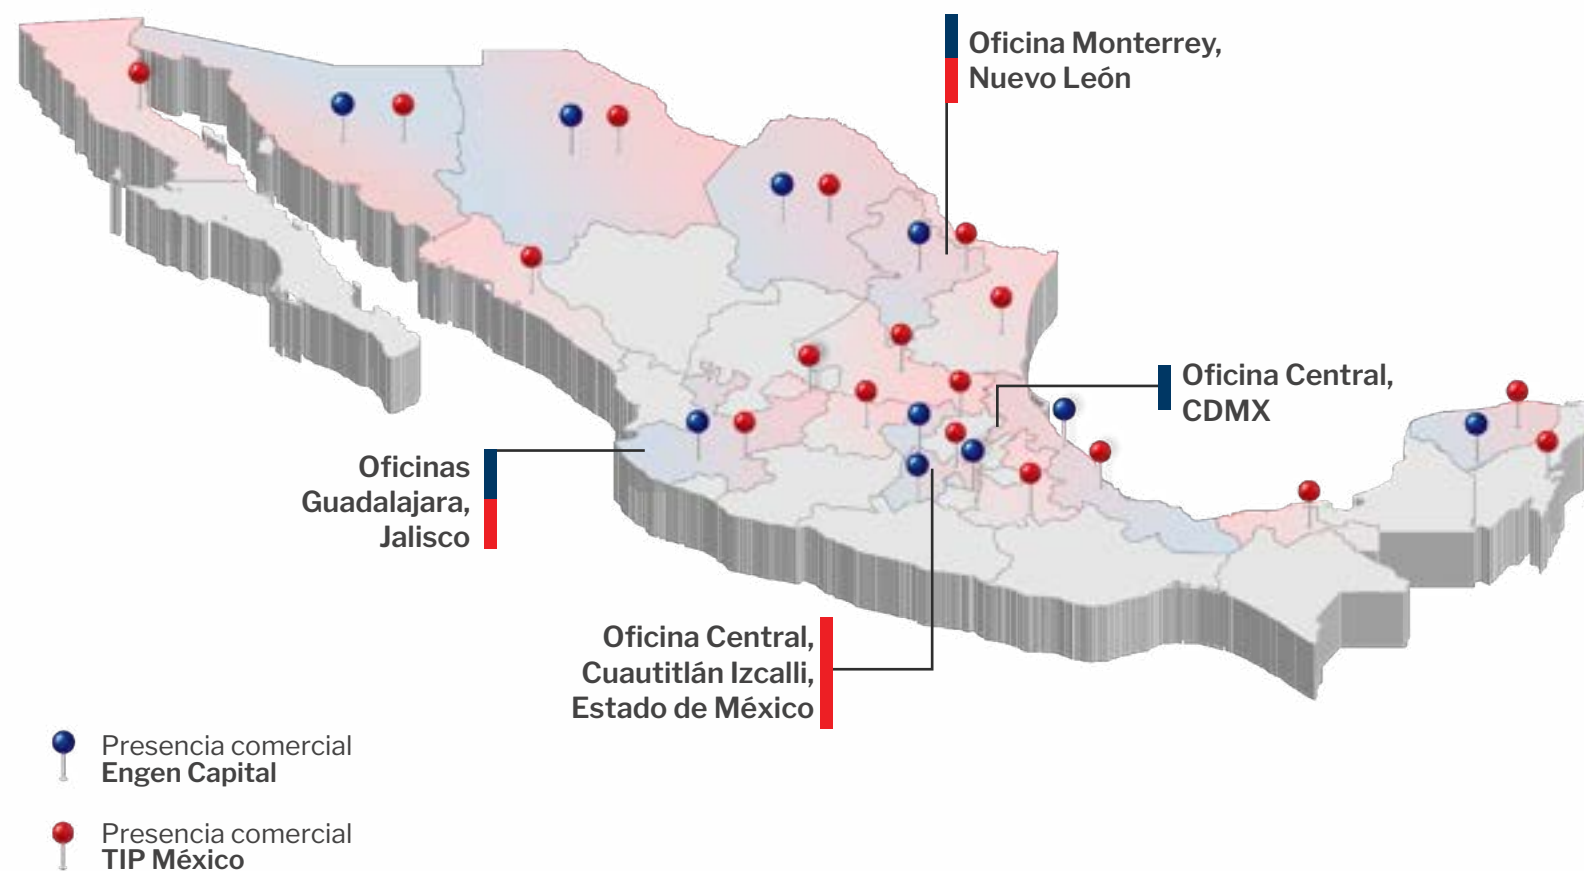 Oficina Monterrey,
Nuevo León
Oficina Central,
CDMX
Oficinas
Guadalajara,
Jalisco
Oficina Central,
Cuautitlán Izcalli,
Estado de México
Presencia comercial
Engen Capital
Presencia comercial
TIP México